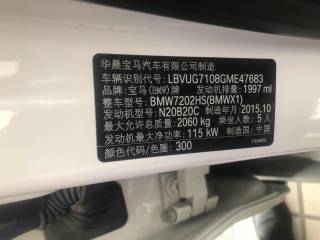 华晨宝马汽车有限公司制造
车辆识别代号: LBVUG7108GME47683
品牌: 宝马(BMW)牌 发动机排量: 1997 ml
整车型号: BMW7202HS(BMWX1)
发动机型号: N20B20C 制造年月: 2015.10
最大允许总质量: 2060 kg 乘坐人数: 5 人
发动机最大净功率: 115 kW 制造国: 中国
颜色代码/色圈: 300